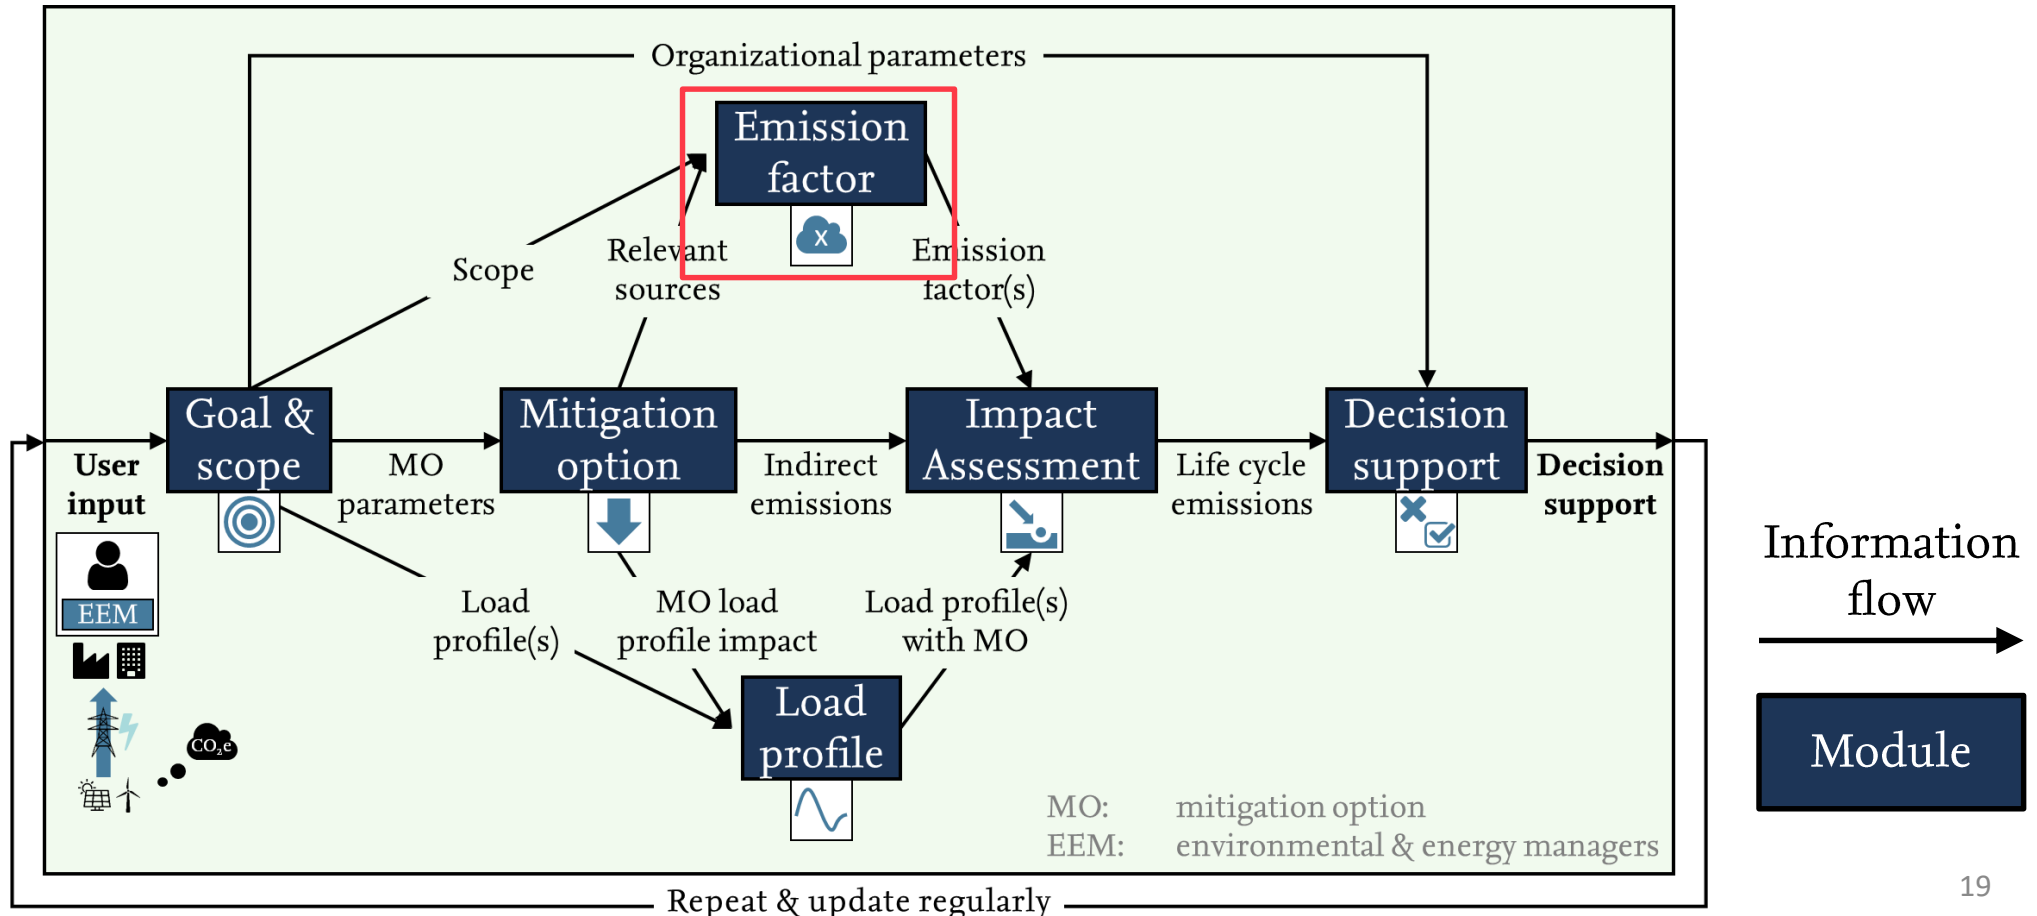 Organizational parameters
Emission
factor
x
Scope
Relevant
sources
Emission
factor(s)
Goal &
scope
Mitigation
option
Impact
Assessment
Decision
support
User
input
MO
parameters
Indirect
emissions
Life cycle
emissions
Decision
support
EEM
Load
profile(s)
MO load
profile impact
Load profile(s)
with MO
Load
profile
CO₂e
MO: mitigation option
EEM: environmental & energy managers
Repeat & update regularly
Information
flow
Module
19